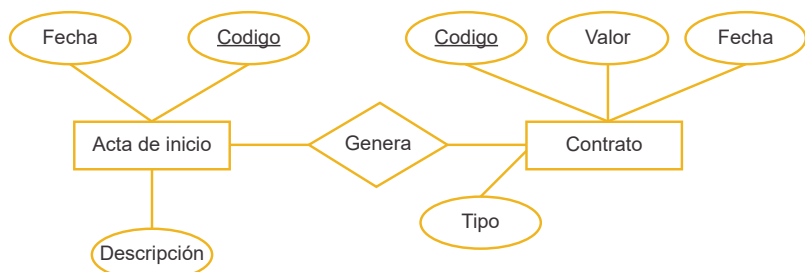 Fecha
Codigo
Codigo
Valor
Fecha
Acta de inicio
Genera
Contrato
Tipo
Descripción